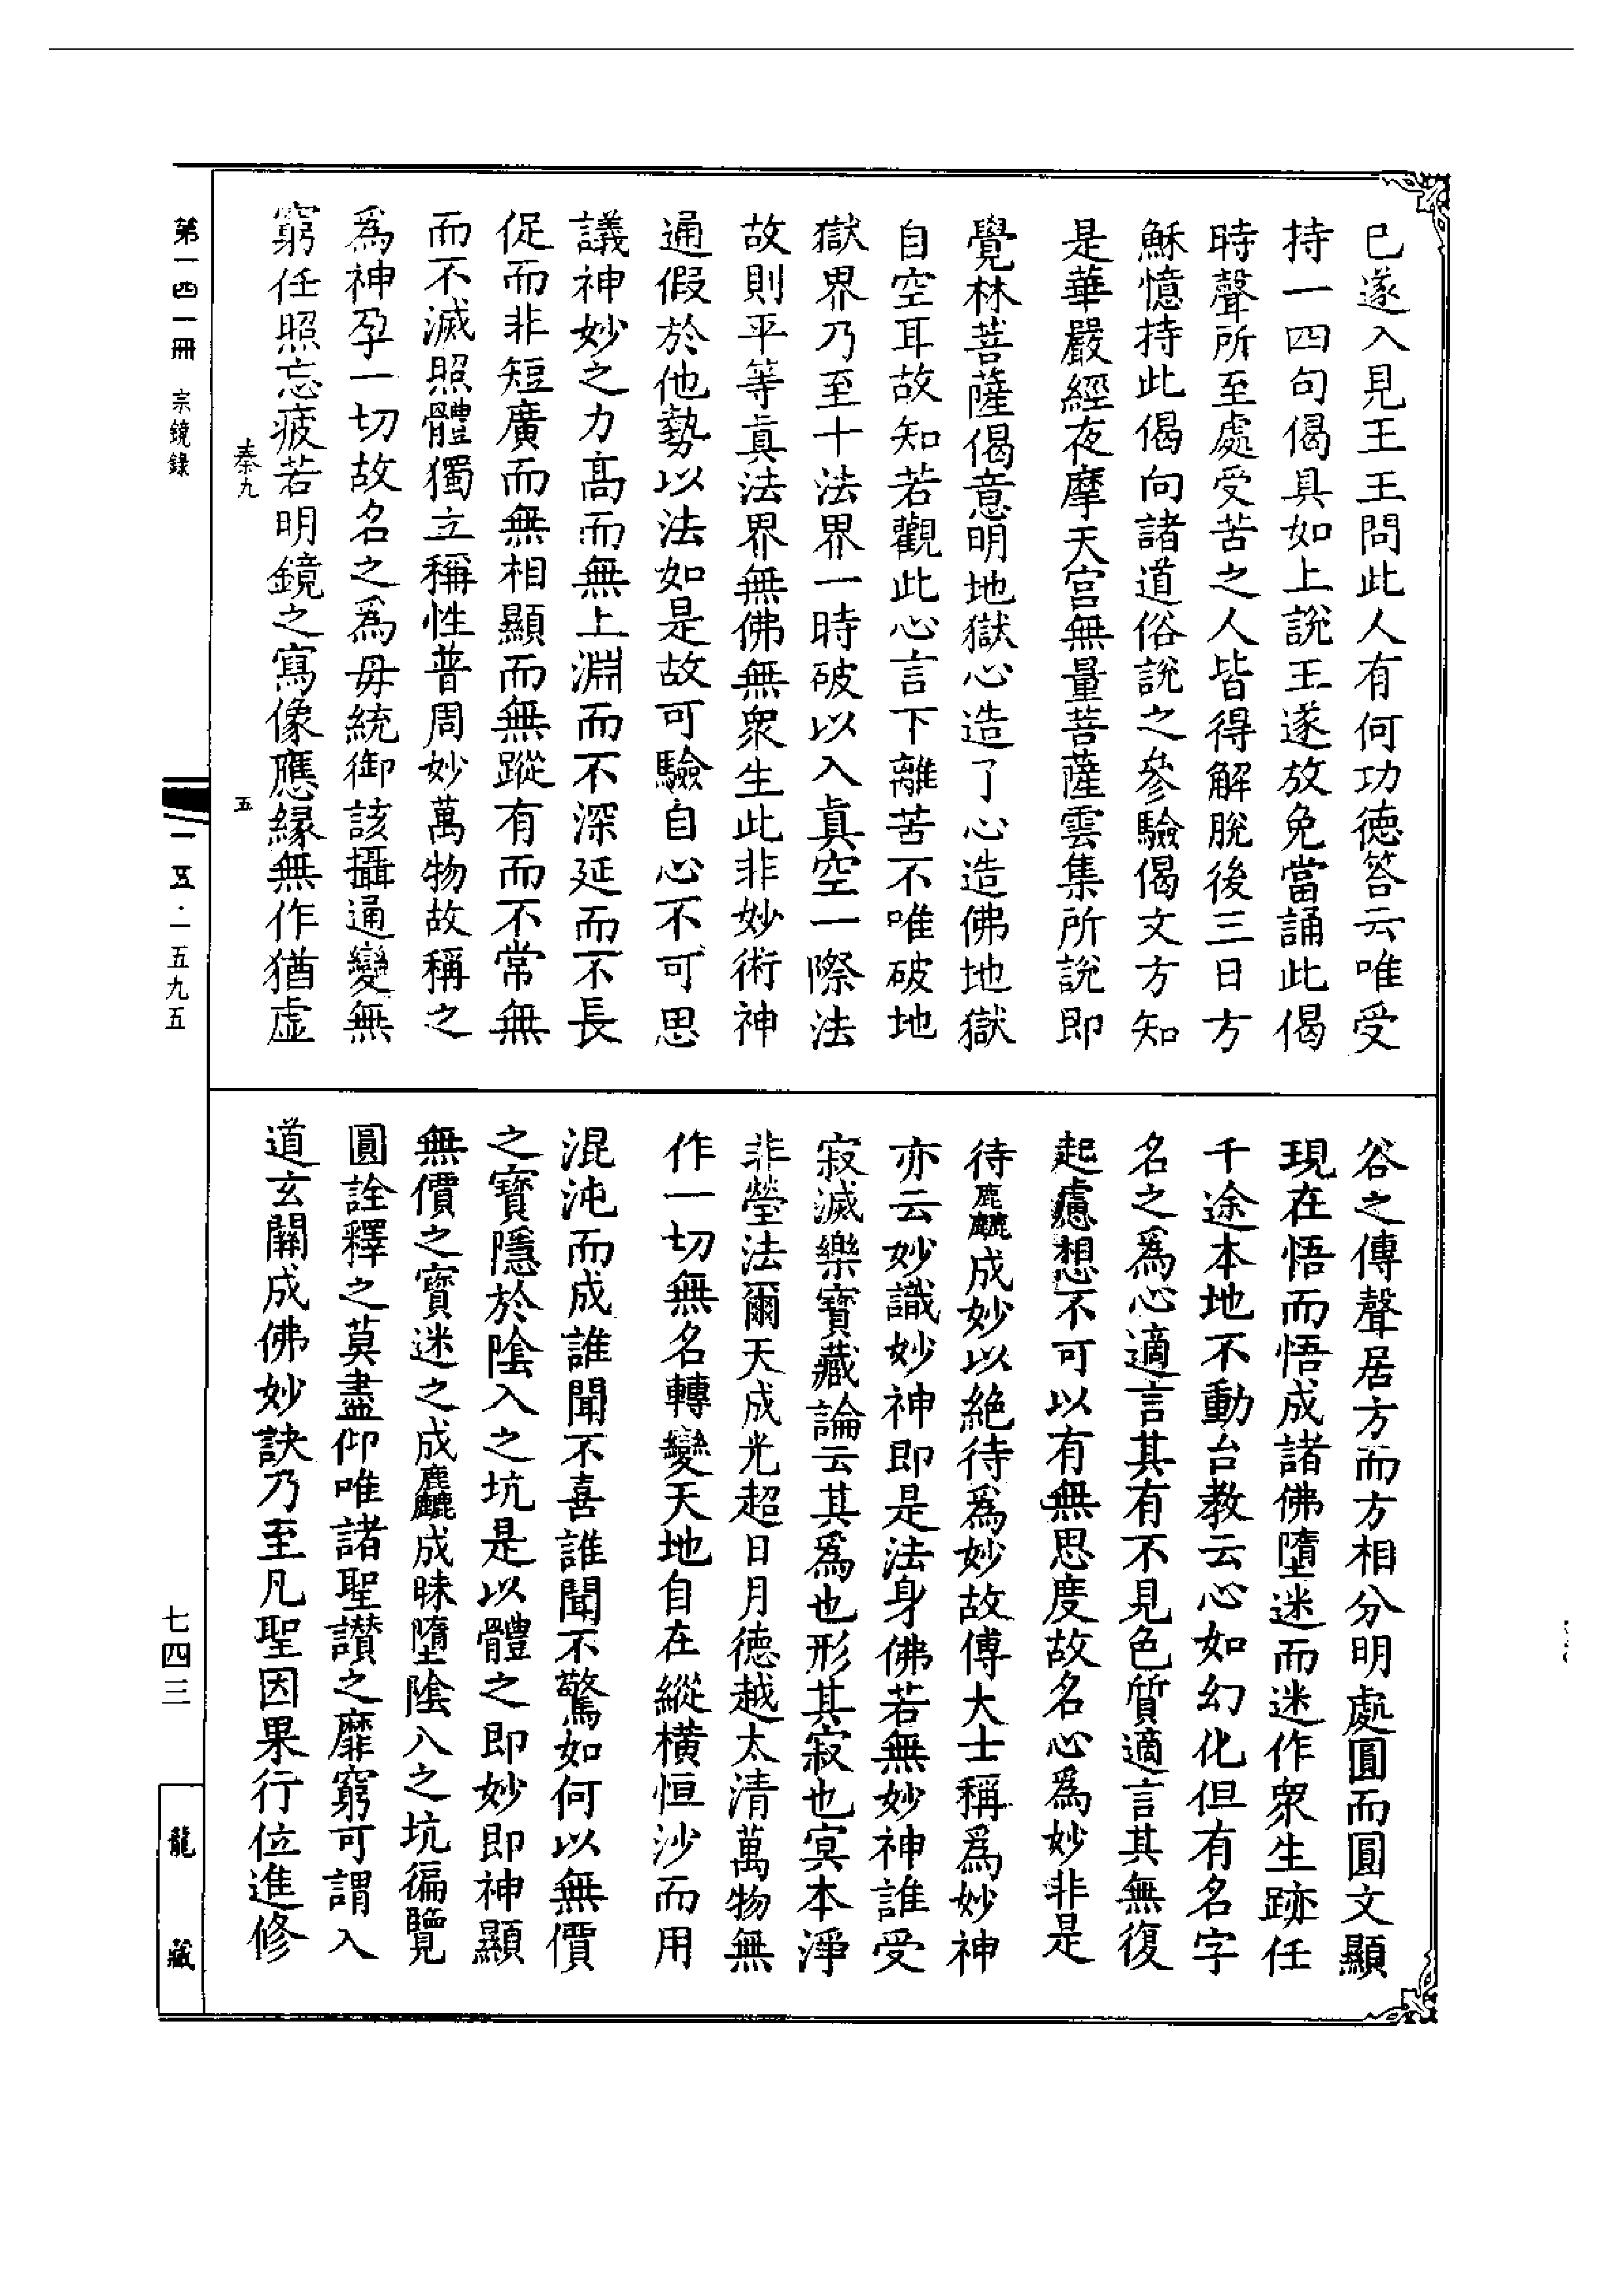 已遂入見王王問此人有何功德答云唯受
持一四句偈具如上說王遂放免當誦此偈
時聲所至處受苦之人皆得解脫後三日方
穌憶持此偈向諸道俗說之參驗偈文方知
是華嚴經夜摩天宮無量菩薩雲集所說即
覺林菩薩偈意明地獄心造了心造佛地獄
自空耳故知若觀此心言下離苦不唯破地
獄界乃至十法界一時破以入眞空一際法
故則平等眞法界無佛無衆生此非妙術神
通假於他勢以法如是故可驗自心不可思
議神妙之力高而無上淵而不深延而不長
促而非短廣而無相顯而無蹤有而不常無
而不滅照體獨立稱性普周妙萬物故稱之
爲神孕一切故名之爲母統御該攝通變無
窮任照忘疲若明鏡之寫像應緣無作猶虛
谷之傳聲居方而方相分明處圓而圓文顯
現在悟而悟成諸佛墮迷而迷作衆生跡任
千途本地不動台教云心如幻化但有名字
名之爲心適言其有不見色質適言其無復
起慮想不可以有無思度故名心爲妙非是
待麤成妙以絕待爲妙故傅大士稱爲妙神
亦云妙識妙神即是法身佛若無妙神誰受
寂滅樂寶藏論云其爲也形其寂也冥本淨
非瑩法爾天成光超日月德越太清萬物無
作一切無名轉變天地自在縱橫恒沙而用
混沌而成誰聞不喜誰聞不驚如何以無價
之寶隱於陰入之坑是以體之即妙即神顯
無價之寶迷之成麤成昧墮陰入之坑徧覽
圓詮釋之莫盡仰唯諸聖讃之靡窮可謂入
道玄關成佛妙訣乃至凡聖因果行位進修
第一四一冊 宗鏡錄
秦九
五
一五·一五九五
七四三
龍藏